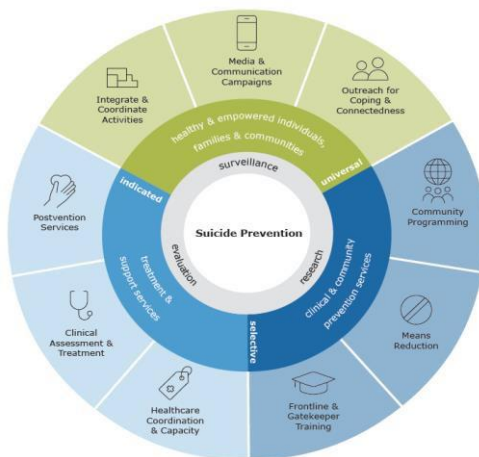 Media &
Communication
Campaigns
Outreach for
Coping &
Connectedness
Community
Programming
Means
Reduction
Frontline &
Gatekeeper
Training
Healthcare
Coordination
& Capacity
Clinical
Assessment &
Treatment
Postvention
Services
Integrate &
Coordinate
Activities
healthy & empowered individuals,
families & communities
universal
clinical & community
prevention services
selective
treatment &
support services
indicated
surveillance
research
evaluation
Suicide Prevention